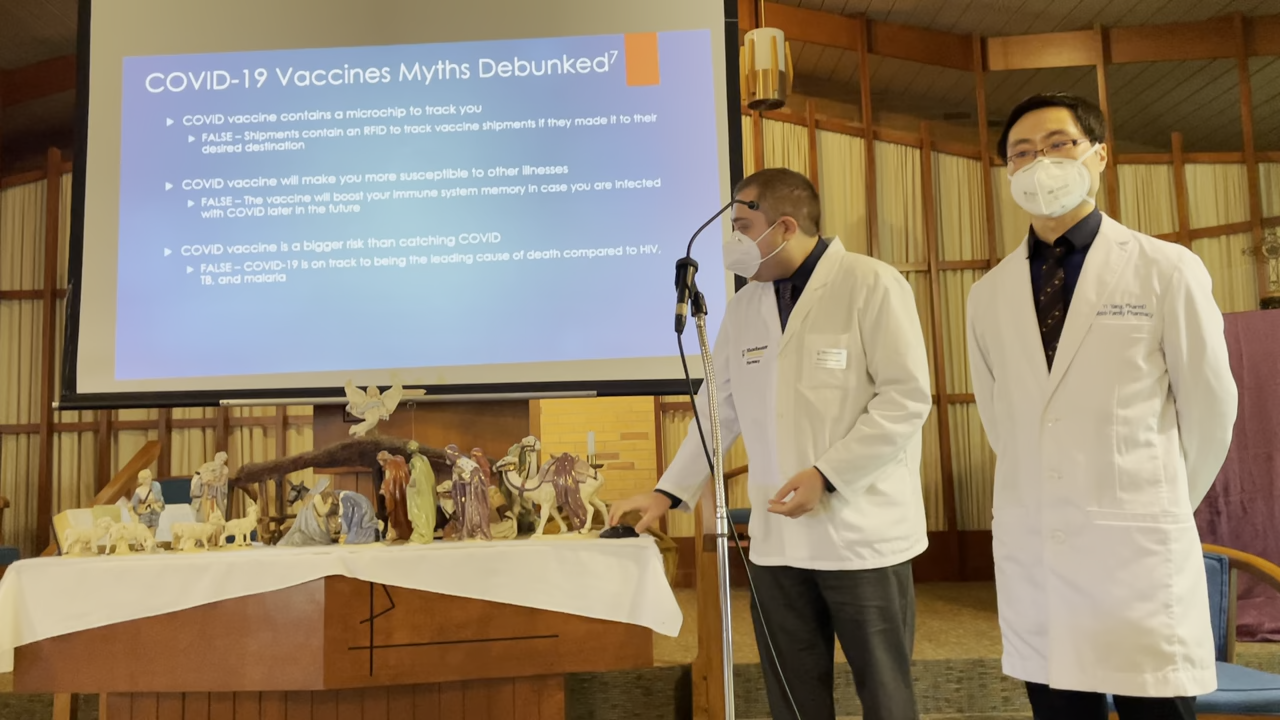 COVID-19 Vaccines Myths Debunked7
COVID vaccine contains a microchip to track you
FALSE – Shipments contain an RFID to track vaccine shipments if they made it to their
desired destination
COVID vaccine will make you more susceptible to other illnesses
FALSE – The vaccine will boost your immune system memory in case you are infected
with COVID later in the future
COVID vaccine is a bigger risk than catching COVID
FALSE – COVID-19 is on track to being the leading cause of death compared to HIV,
TB, and malaria
PharmD
Family Pharmacy